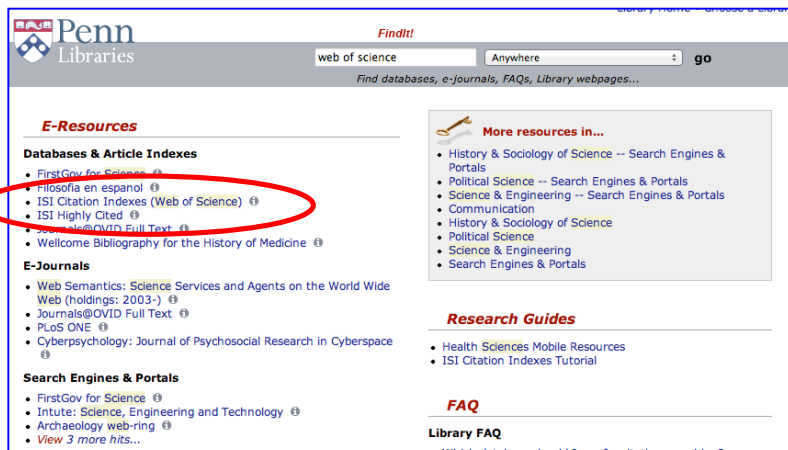 Library Home
Choose a Libra
Penn
Libraries
FindIt!
web of science
Anywhere
go
Find databases, e-journals, FAQs, Library webpages...
E-Resources
Databases & Article Indexes
FirstGov for Science
Filosofia en espanol
ISI Citation Indexes (Web of Science)
ISI Highly Cited
Journals@OVID Full Text
Wellcome Bibliography for the History of Medicine
E-Journals
Web Semantics: Science Services and Agents on the World Wide
Web (holdings: 2003-)
Journals@OVID Full Text
PLoS ONE
Cyberpsychology: Journal of Psychosocial Research in Cyberspace
Search Engines & Portals
FirstGov for Science
Intute: Science, Engineering and Technology
Archaeology web-ring
View 3 more hits...
More resources in...
History & Sociology of Science -- Search Engines &
Portals
Political Science -- Search Engines & Portals
Science & Engineering -- Search Engines & Portals
Communication
History & Sociology of Science
Political Science
Science & Engineering
Search Engines & Portals
Research Guides
Health Sciences Mobile Resources
ISI Citation Indexes Tutorial
FAQ
Library FAQ